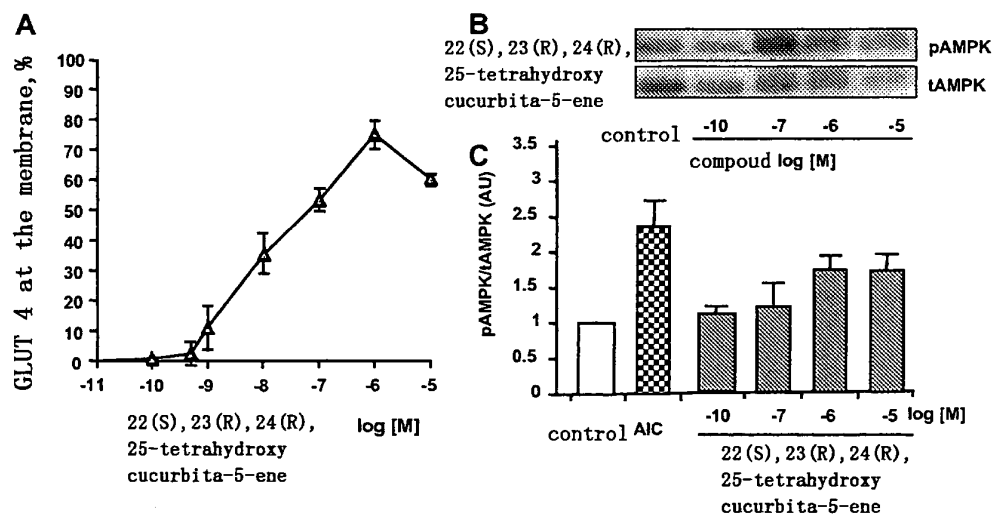 A
GLUT 4 at the membrane, %
100
90
80
70
60
50
40
30
20
10
0
-11 -10 -9 -8 -7 -6 -5
22(S), 23(R), 24(R),
25-tetrahydroxy
cucurbita-5-ene
log [M]
B
22(S), 23(R), 24(R),
25-tetrahydroxy
cucurbita-5-ene
pAMPK
tAMPK
control -10 -7 -6 -5
compoud log [M]
C
pAMPK/tAMPK (AU)
3.5
3
2.5
2
1.5
1
0.5
0
control AIC -10 -7 -6 -5 log [M]
22(S), 23(R), 24(R),
25-tetrahydroxy
cucurbita-5-ene